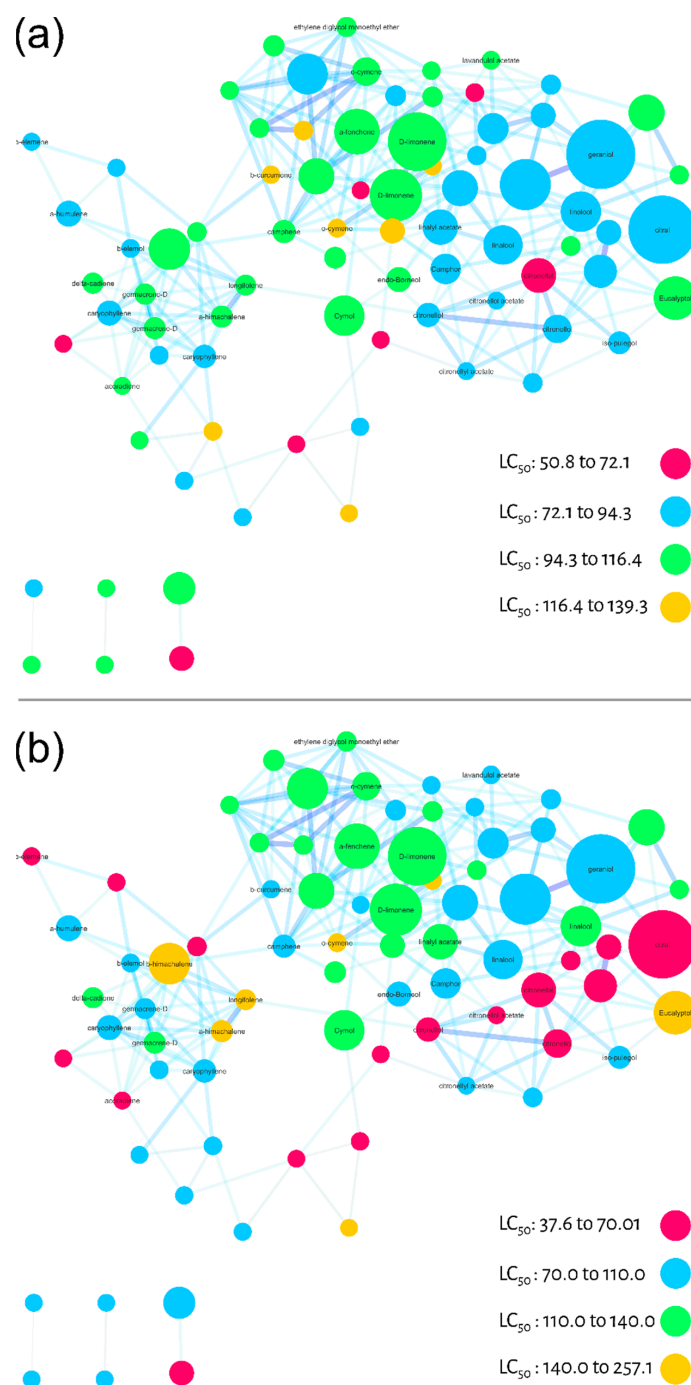 (a)
ethylene diglycol monoethyl ether
lavandulol acetate
o-cymene
a-fenchone
D-limonene
geraniol
b-curcumene
D-limonene
a-humulene
linalool
camphene
o-cymene
linalyl acetate
citral
b-elemol
linalool
Camphor
citronellal
delta-cadiene
endo-Borneol
longifolene
germacrene-D
Eucalyptol
citronellol acetate
caryophyllene
a-himachalene
Cymol
citronellol
germacrene-D
citronellol
iso-pulegol
caryophyllene
citronellyl acetate
acoradiene
LC50: 50.8 to 72.1
LC50: 72.1 to 94.3
LC50: 94.3 to 116.4
LC50: 116.4 to 139.3
(b)
ethylene diglycol monoethyl ether
lavandulol acetate
o-cymene
a-fenchene
D-limonene
geraniol
b-curcumene
D-limonene
a-humulene
linalool
camphene
o-cymene
linalyl acetate
b-elemol
b-himachalene
linalool
Camphor
delta-cadiene
endo-Borneol
longifolene
germacrene-D
Eucalyptol
citronellol acetate
caryophyllene
a-himachalene
Cymol
citronellol
germacrene-D
iso-pulegol
caryophyllene
citronellyl acetate
LC50: 37.6 to 70.01
LC50: 70.0 to 110.0
LC50: 110.0 to 140.0
LC50: 140.0 to 257.1